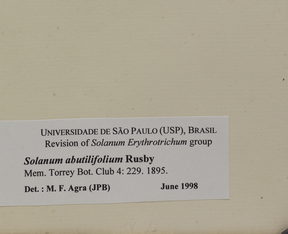 UNIVERSIDADE DE SÃO PAULO (USP), BRASIL
Revision of Solanum Erythrotrichum group
Solanum abutilifolium Rusby
Mem. Torrey Bot. Club 4: 229. 1895.
Det. : M. F. Agra (JPB) June 1998